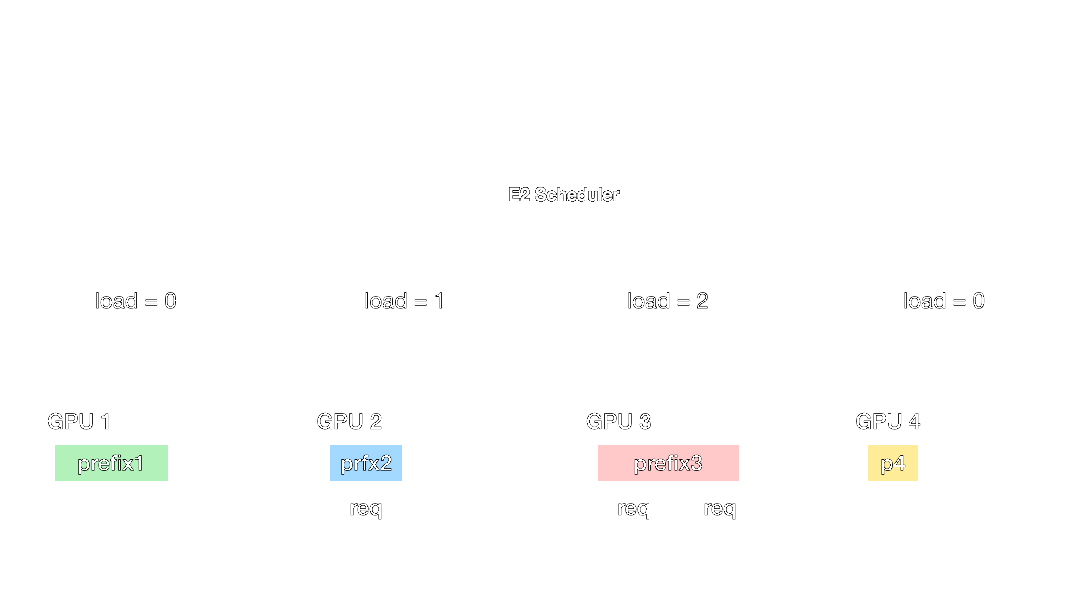 E2 Scheduler
load = 0
load = 1
load = 2
load = 0
GPU 1
GPU 2
GPU 3
GPU 4
prefix1
prfx2
prefix3
p4
req
req
req